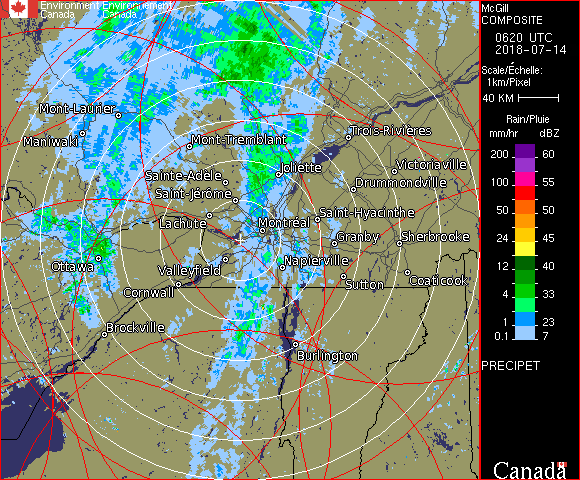 Environment Environnement
Canada Canada
McGill
COMPOSITE
0620 UTC
2018-07-14
Scale/Échelle:
1km/Pixel
40 KM
Rain/Pluie
mm/hr dBZ
200 60
100 55
50 50
24 45
12 40
4 33
1 23
0.1 7
PRECIPET
Canada
Mont-Laurier
Maniwaki
Mont-Tremblant
Trois-Rivières
Sainte-Adèle
Joliette
Victoriaville
Saint-Jérôme
Drummondville
Lachute
Montréal
Saint-Hyacinthe
Granby
Sherbrooke
Ottawa
Valleyfield
Napierville
Cornwall
Sutton
Coaticook
Brockville
Burlington